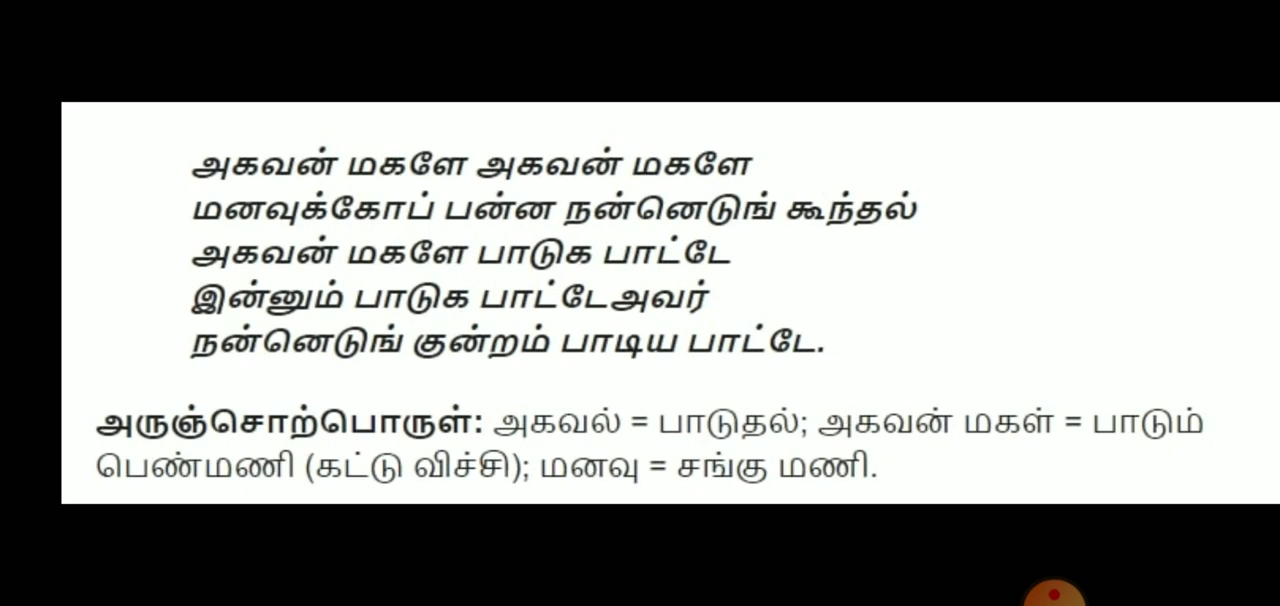 அகவன் மகளே அகவன் மகளே
மனவுக்கோப் பன்ன நன்னெடுங் கூந்தல்
அகவன் மகளே பாடுக பாட்டே
இன்னும் பாடுக பாட்டேஅவர்
நன்னெடுங் குன்றம் பாடிய பாட்டே.
அருஞ்சொற்பொருள்: அகவல் = பாடுதல்; அகவன் மகள் = பாடும்
பெண்மணி (கட்டு விச்சி); மனவு = சங்கு மணி.